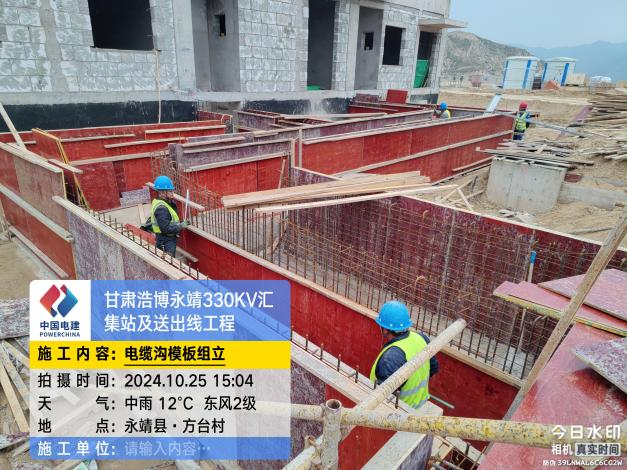 中国电建
POWERCHINA
甘肃浩博永靖330KV汇
集站及送出线工程
施工内容：电缆沟模板组立
拍摄时间：2024.10.25 15:04
天气：中雨 12°C 东风2级
地点：永靖县·方台村
施工单位：请输入内容…
今日水印
相机 真实时间
防伪 39LNWAL6C6CG2W